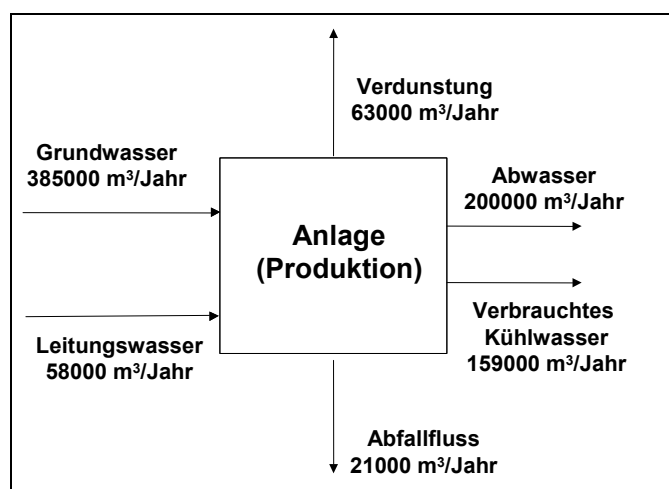 Verdunstung
63000 m³/Jahr
Grundwasser
385000 m³/Jahr
Abwasser
200000 m³/Jahr
Anlage
(Produktion)
Leitungswasser
58000 m³/Jahr
Verbrauchtes
Kühlwasser
159000 m³/Jahr
Abfallfluss
21000 m³/Jahr